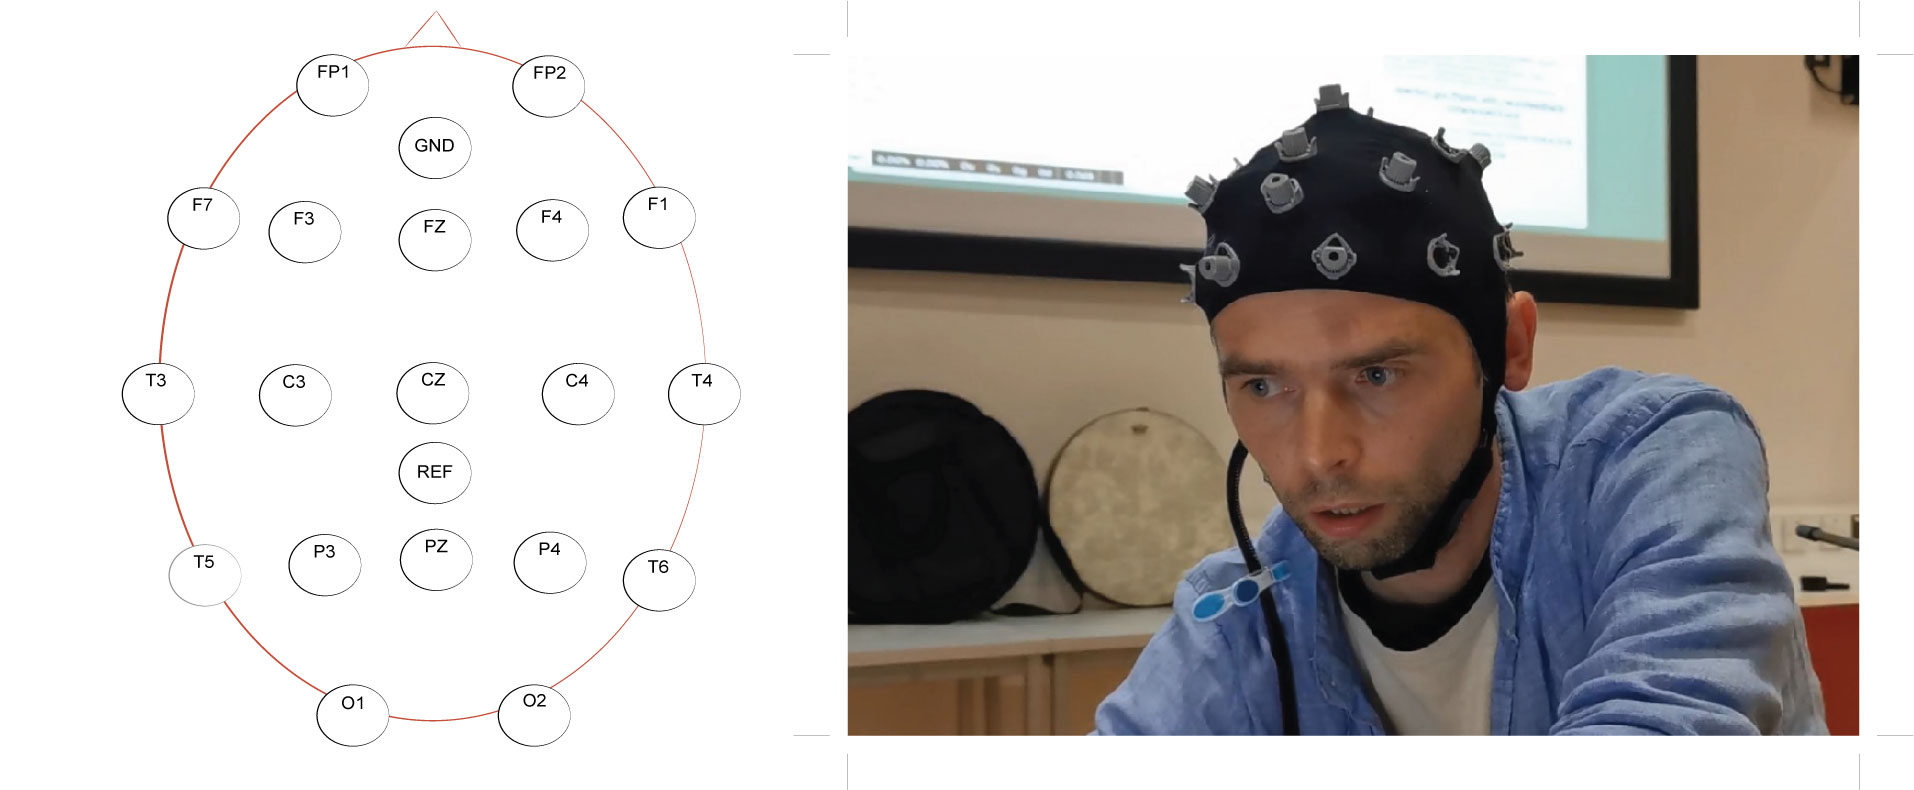 FP1 FP2
GND
F7 F3 FZ F4 F1
T3 C3 CZ C4 T4
REF
T5 P3 PZ P4 T6
O1 O2